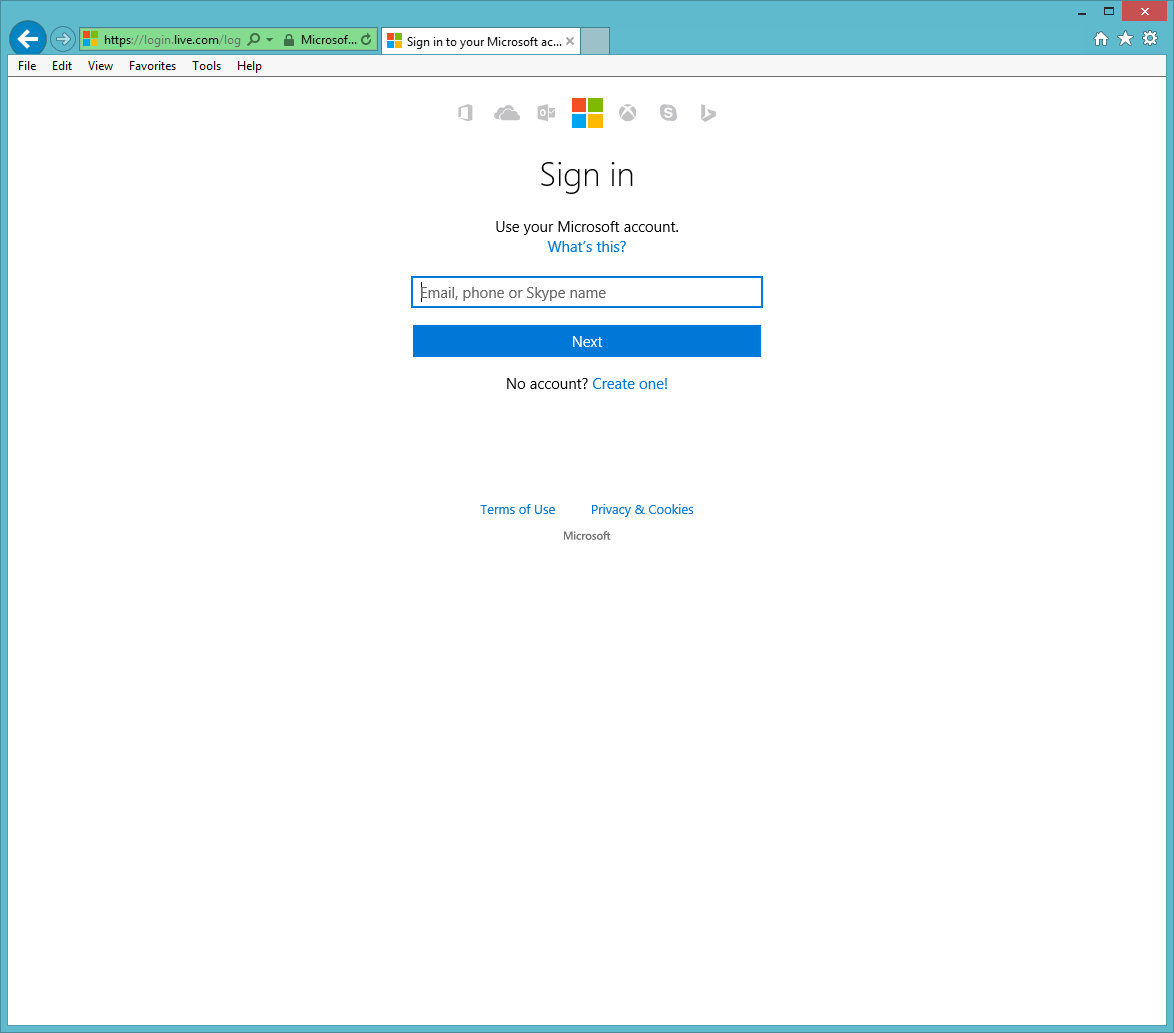 https://login.live.com/log
Microsof...
Sign in to your Microsoft ac...
File Edit View Favorites Tools Help
Sign in
Use your Microsoft account.
What's this?
Email, phone or Skype name
Next
No account? Create one!
Terms of Use Privacy & Cookies
Microsoft